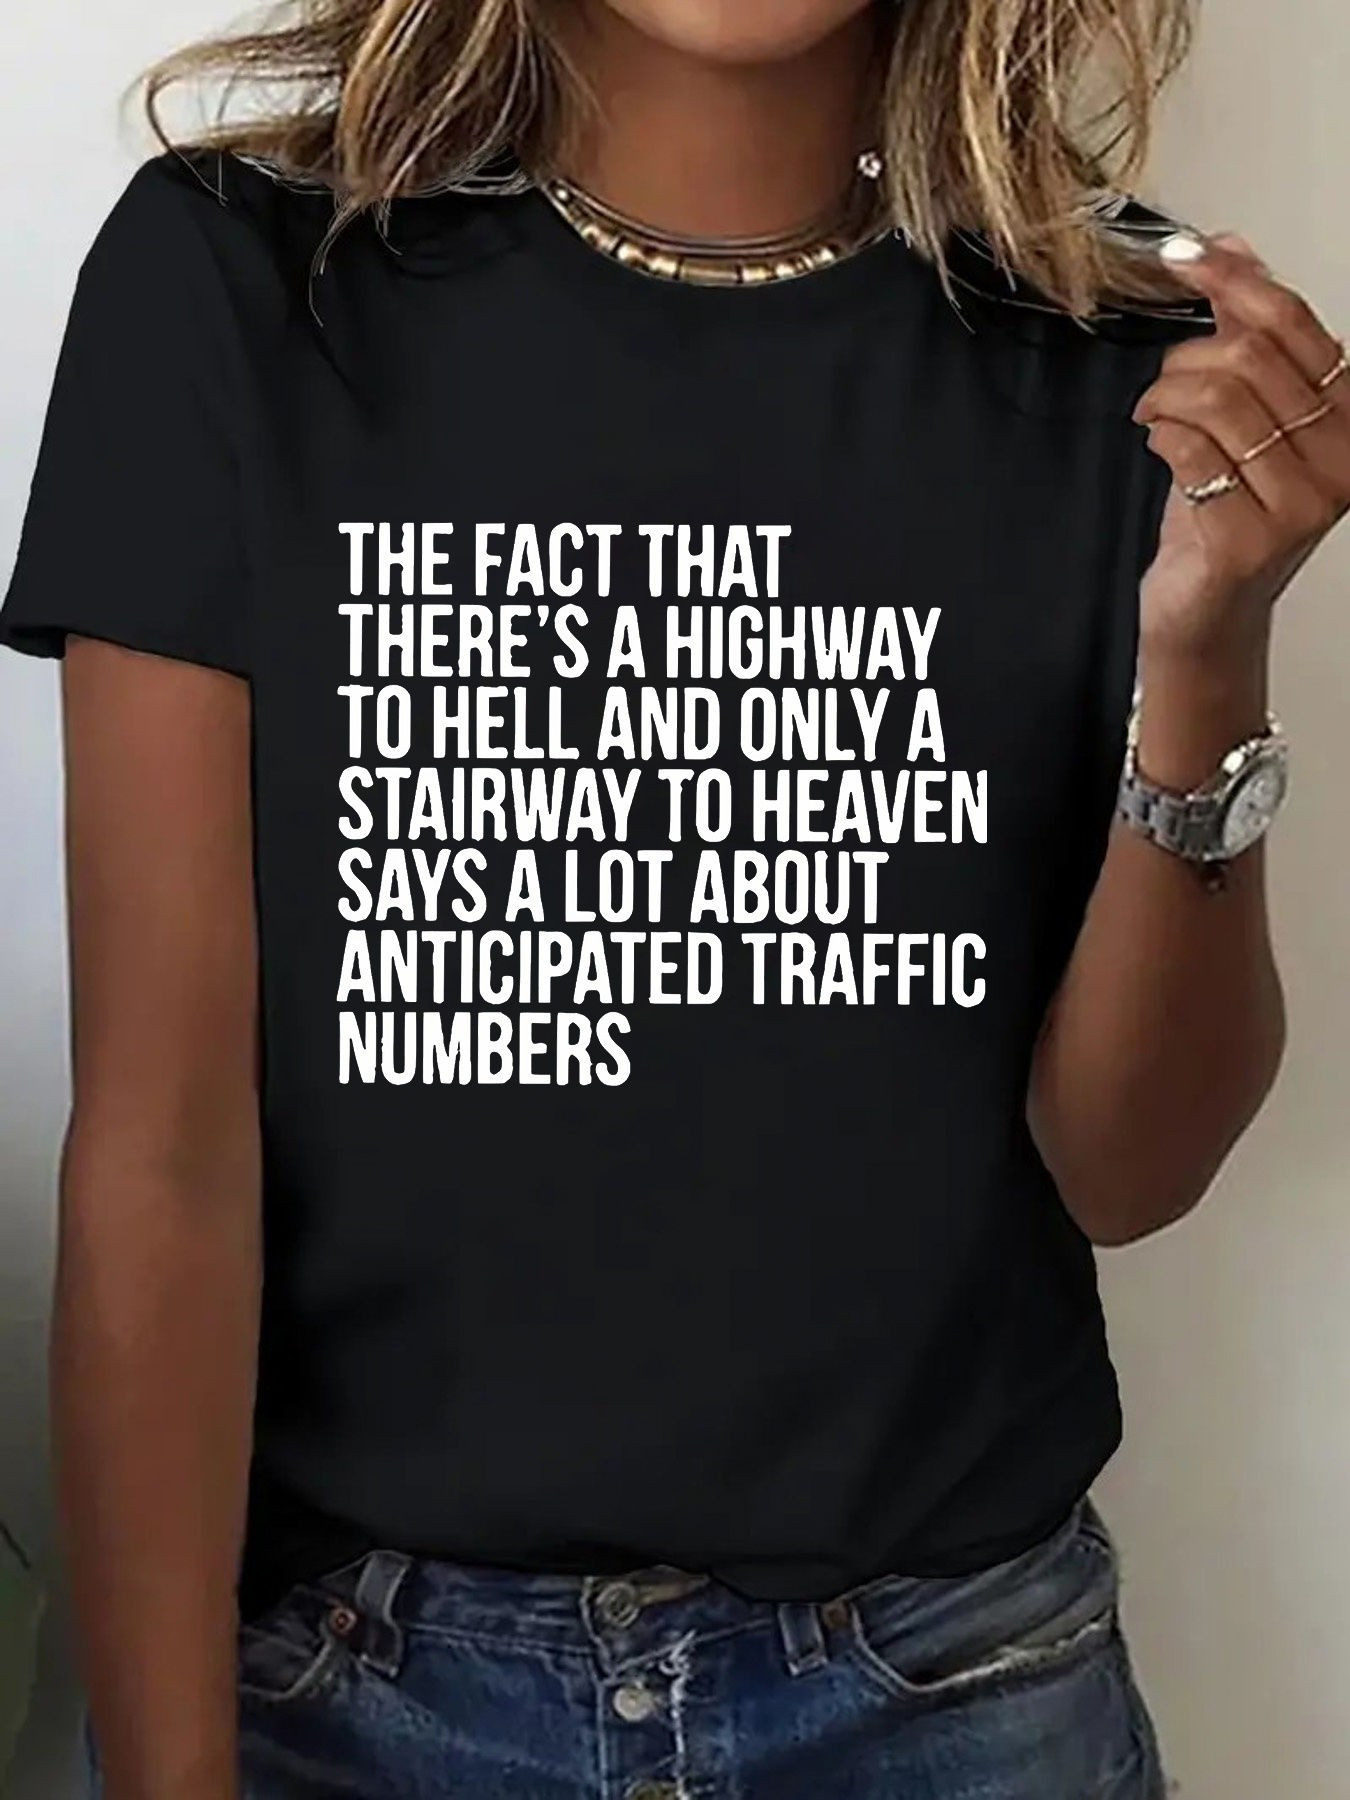 THE FACT THAT
THERE'S A HIGHWAY
TO HELL AND ONLY A
STAIRWAY TO HEAVEN
SAYS A LOT ABOUT
ANTICIPATED TRAFFIC
NUMBERS